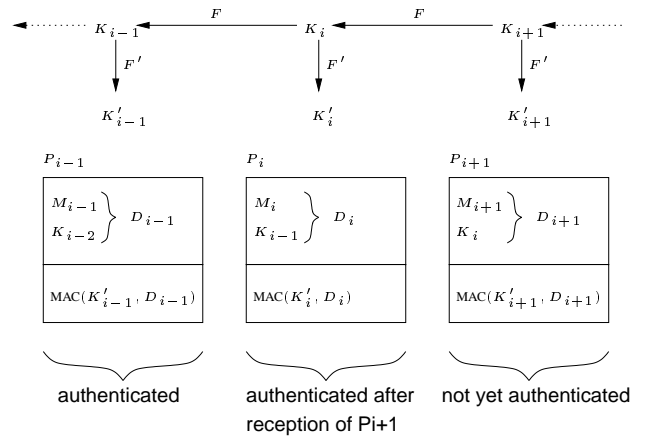 F F
K i−1 K i K i+1
F ′ F ′ F ′
K′ i−1 K′ i K′ i+1
P i−1 P i P i+1
M i−1 M i M i+1
D i−1 D i D i+1
K i−2 K i−1 K i
MAC(K′ i−1 , D i−1) MAC(K′ i , D i) MAC(K′ i+1 , D i+1)
authenticated authenticated after not yet authenticated
reception of Pi+1